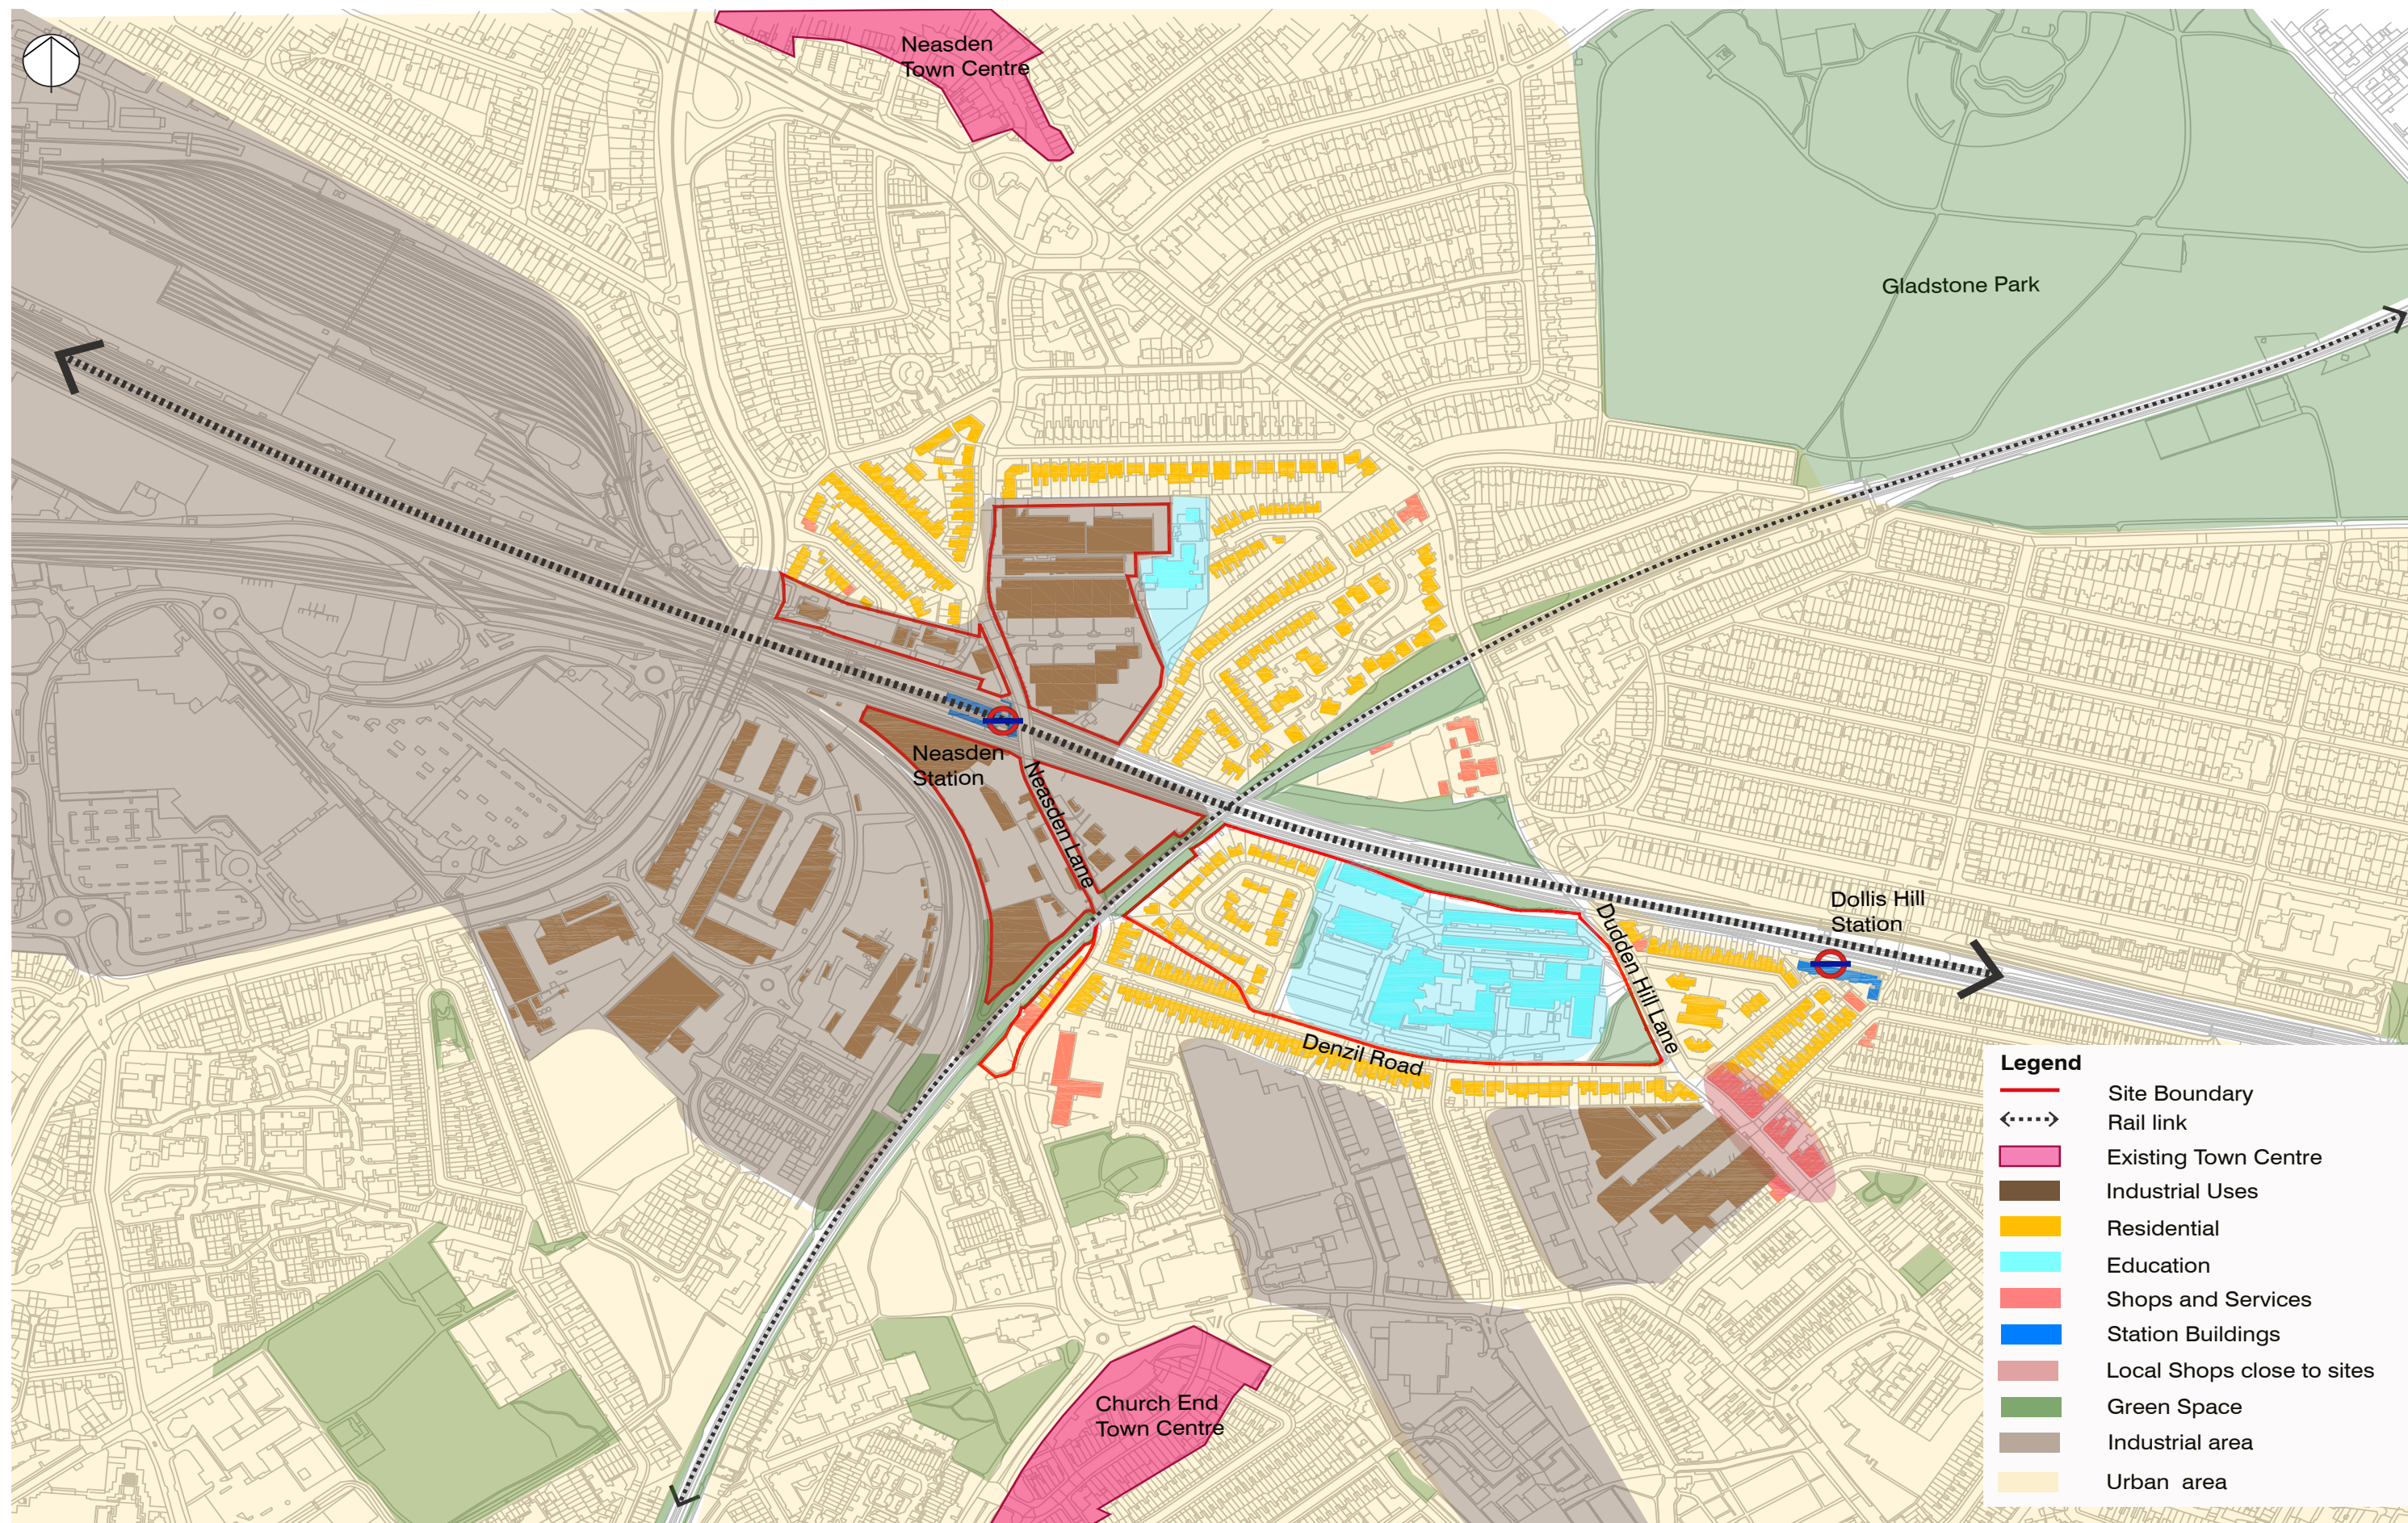 Neasden
Town Centre
Gladstone Park
Neasden
Station
Neasden Lane
Dollis Hill
Station
Dudden Hill Lane
Denzil Road
Church End
Town Centre
Legend
Site Boundary
Rail link
Existing Town Centre
Industrial Uses
Residential
Education
Shops and Services
Station Buildings
Local Shops close to sites
Green Space
Industrial area
Urban area